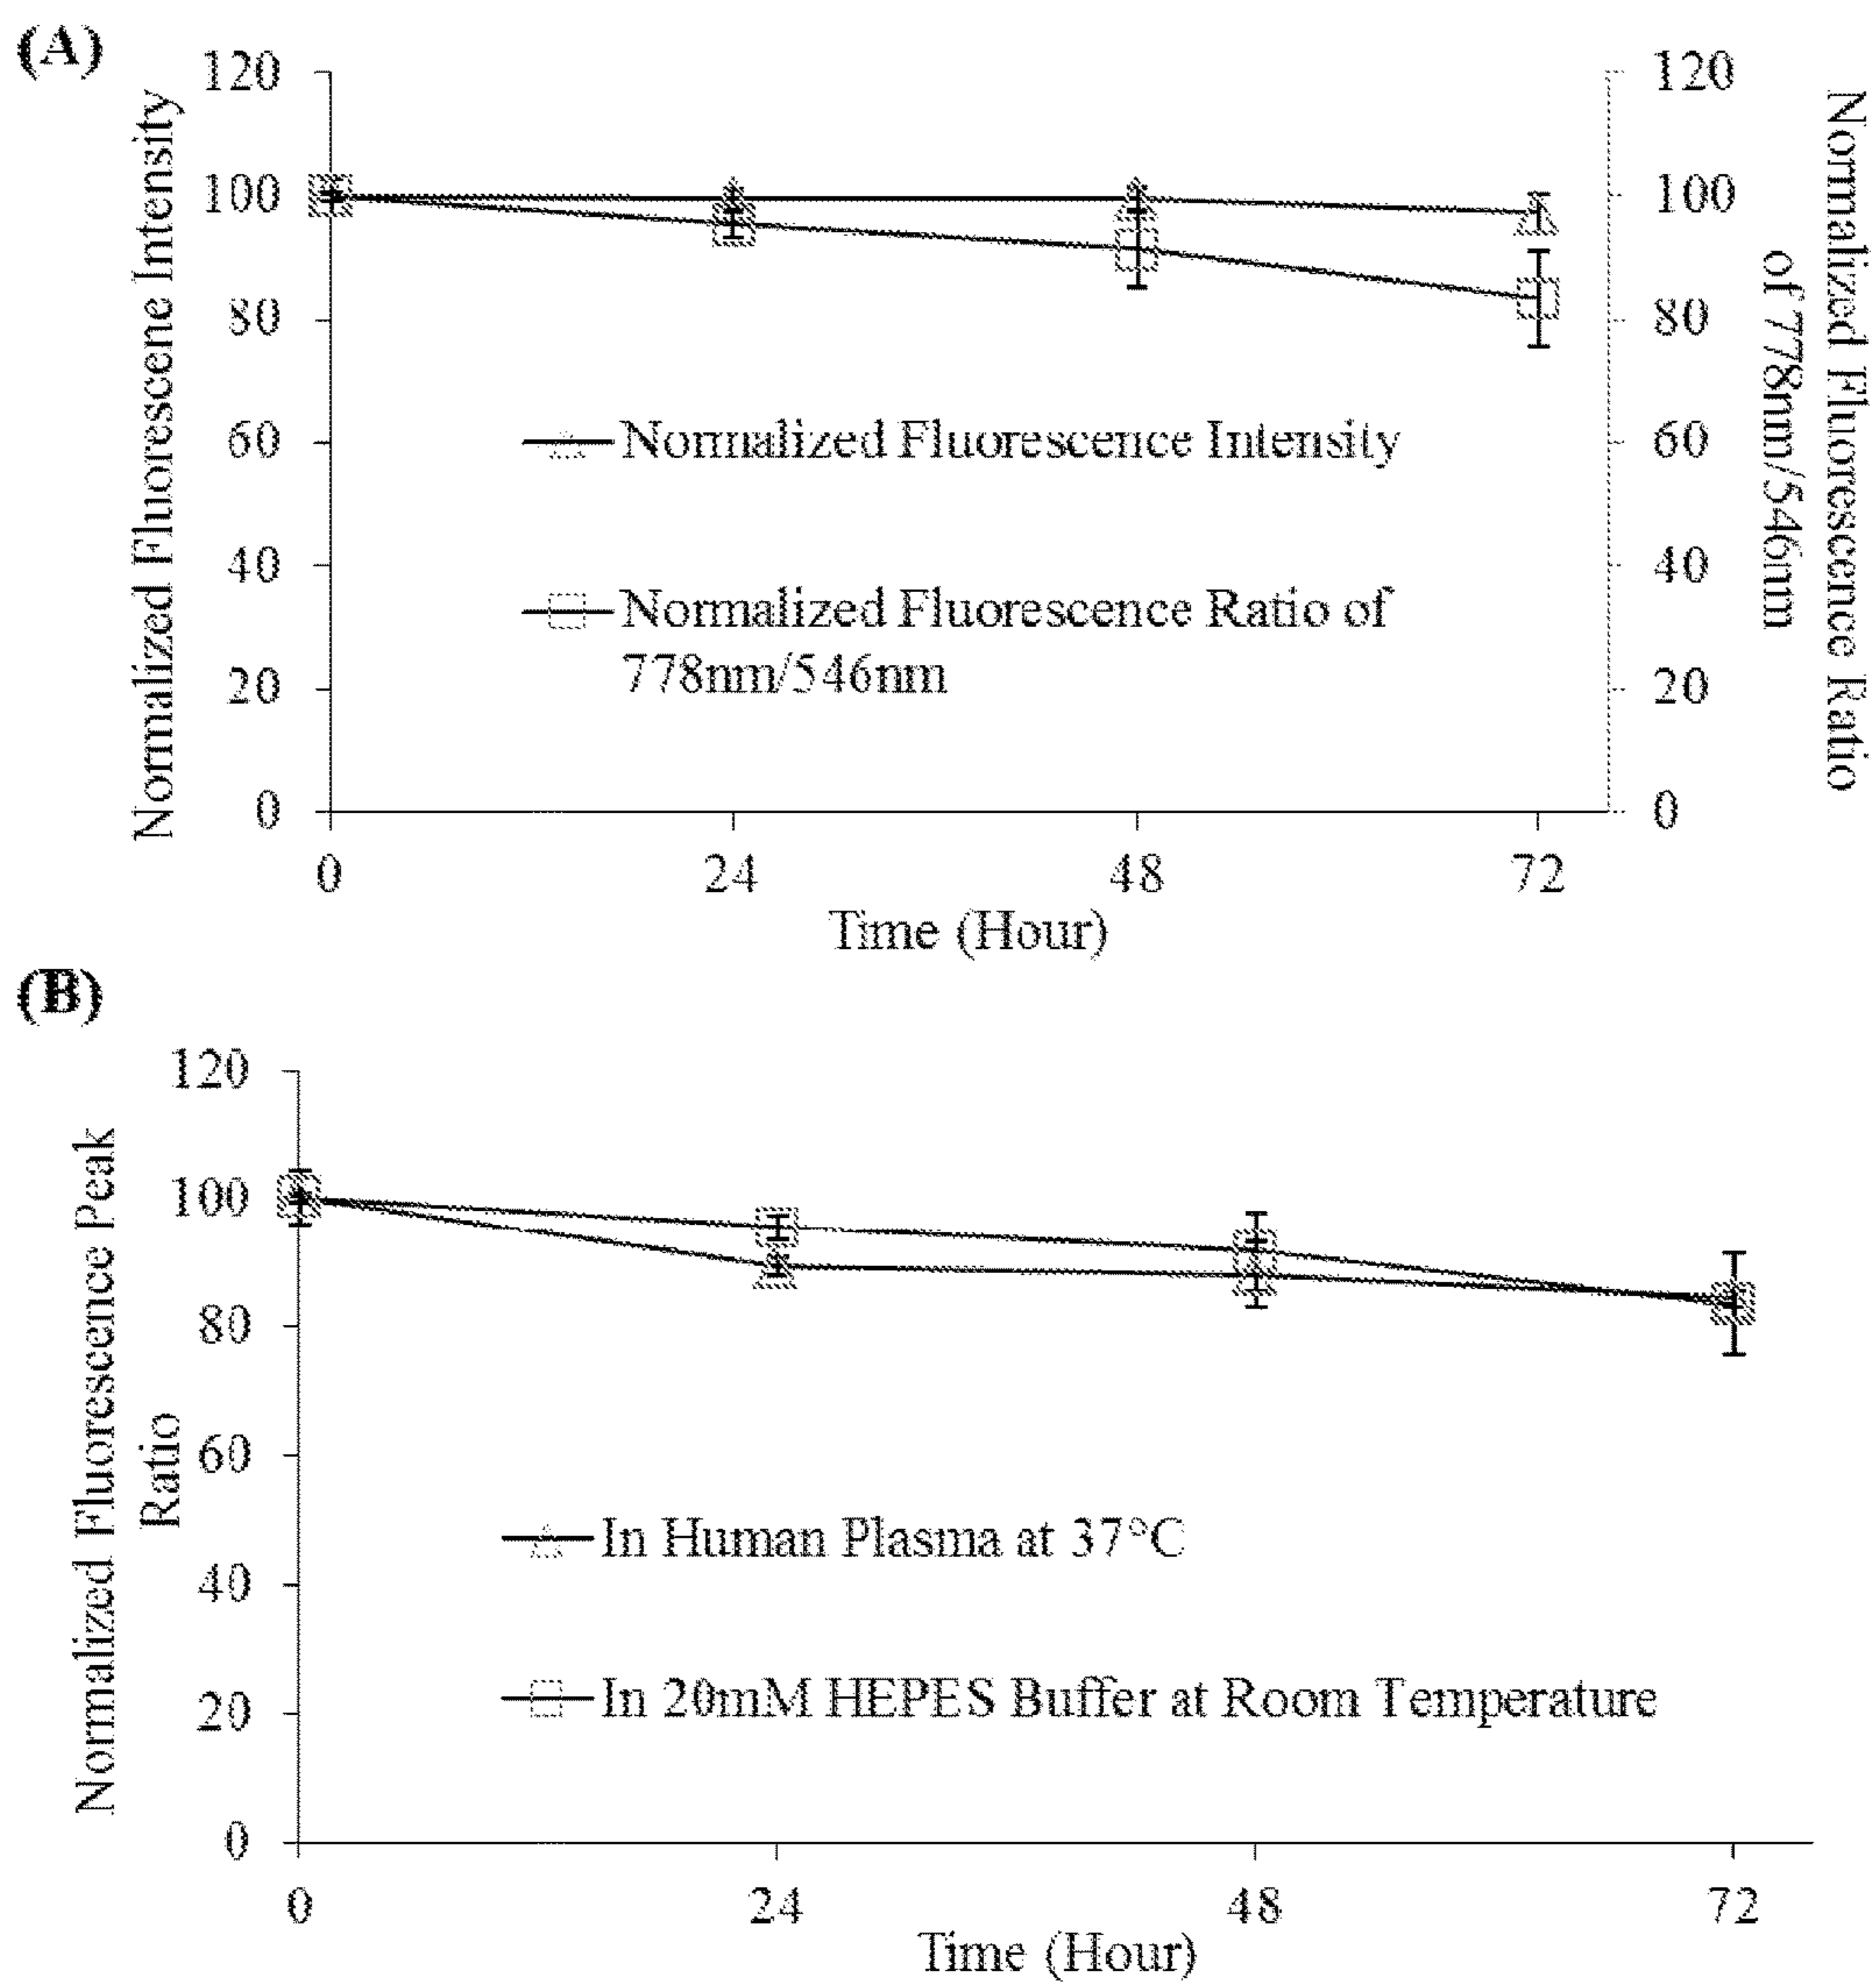 (A)
Normalized Fluorescene Intensity
120
100
80
60
40
20
0
Normalized Fluorescence Intensity
Normalized Fluorescence Ratio of
778nm/546nm
120
100
80
60
40
20
0
Normalized Fluorescence Ratio
of 778nm/546nm
0 24 48 72
Time (Hour)
(B)
Normalized Fluorescence Peak
Ratio
120
100
80
60
40
20
0
In Human Plasma at 37°C
In 20mM HEPES Buffer at Room Temperature
0 24 48 72
Time (Hour)